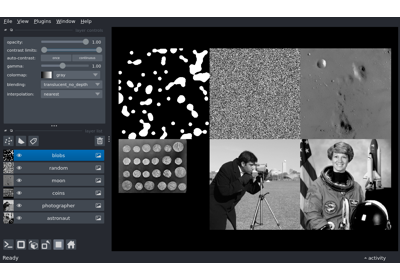 File View Plugins Window Help
opacity: 1.00
contrast limits:
auto-contrast: once continuous
gamma: 1.00
colormap: gray
blending: translucent_no_depth
interpolation: nearest
blobs
random
moon
coins
photographer
astronaut
Ready
activity